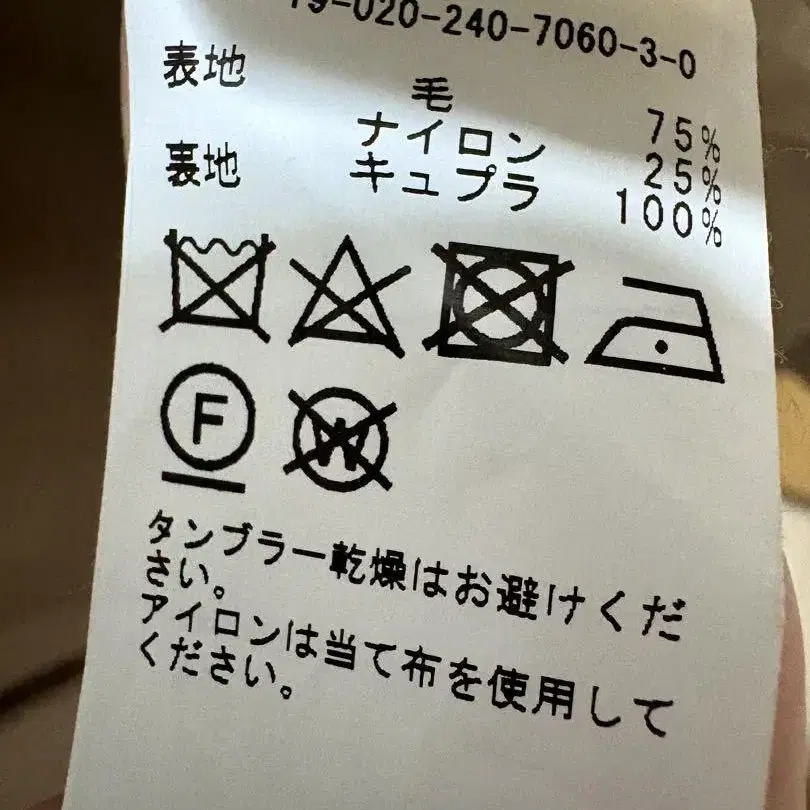 19-020-240-7060-3-0
表地 毛 75%
ナイロン 25%
裏地 キュプラ 100%
F
W
タンブラー乾燥はお避けくだ
さい。
アイロンは当て布を使用して
ください。